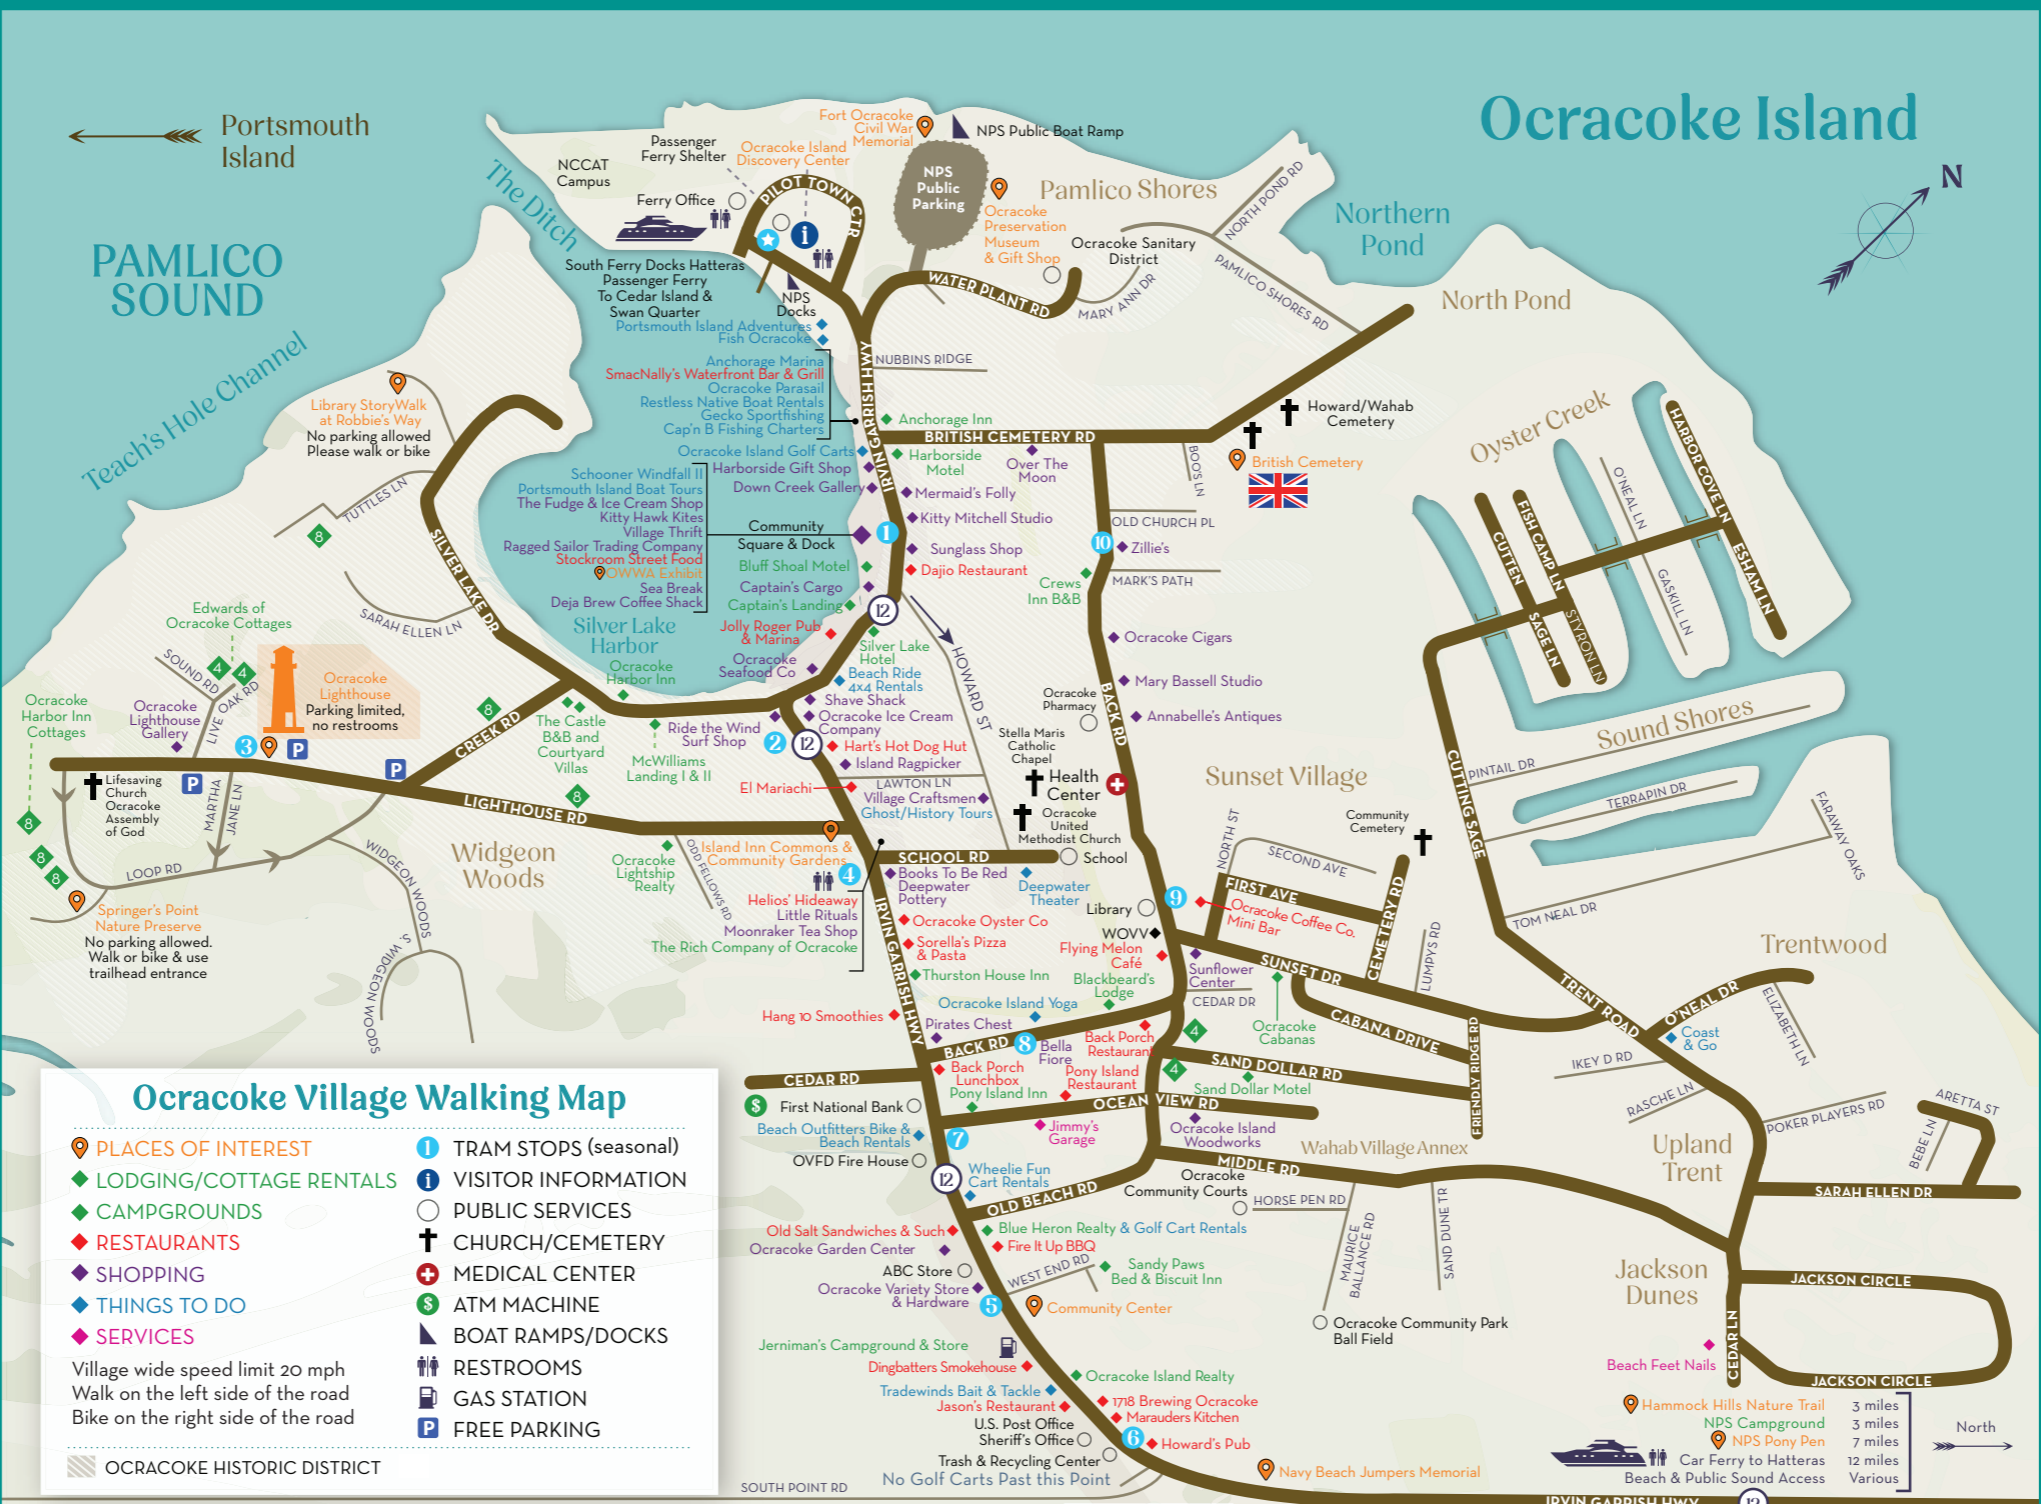 Ocracoke Island
Portsmouth
Island
N
PAMLICO
SOUND
The Ditch
Teach's Hole Channel
NCCAT
Campus
Passenger
Ferry Shelter
Ferry Office
Ocracoke Island
Discovery Center
Fort Ocracoke
Civil War
Memorial
NPS Public Boat Ramp
NPS
Public
Parking
PILOT TOWN CTR
i
Ocracoke
Preservation
Museum
& Gift Shop
Pamlico Shores
Ocracoke Sanitary
District
NORTH POND RD
Northern
Pond
North Pond
PAMLICO SHORES RD
MARY ANN DR
WATER PLANT RD
South Ferry Docks Hatteras
Passenger Ferry
To Cedar Island &
Swan Quarter
NPS
Docks
Portsmouth Island Adventures
Fish Ocracoke
Anchorage Marina
SmacNally's Waterfront Bar & Grill
Ocracoke Parasail
Restless Native Boat Rentals
Gecko Sportfishing
Cap'n B Fishing Charters
IRVIN GARRISH HWY
NUBBINS RIDGE
Anchorage Inn
BRITISH CEMETERY RD
Howard/Wahab
Cemetery
British Cemetery
BOO'S LN
Ocracoke Island Golf Carts
Harborside Gift Shop
Down Creek Gallery
Harborside
Motel
Over The
Moon
Mermaid's Folly
Kitty Mitchell Studio
Sunglass Shop
Dajio Restaurant
Schooner Windfall II
Portsmouth Island Boat Tours
The Fudge & Ice Cream Shop
Kitty Hawk Kites
Village Thrift
Ragged Sailor Trading Company
Stockroom Street Food
OWWA Exhibit
Sea Break
Deja Brew Coffee Shack
Community
Square & Dock
1
Bluff Shoal Motel
Captain's Cargo
Captain's Landing
12
Jolly Roger Pub
& Marina
Ocracoke
Seafood Co
Silver Lake
Hotel
Beach Ride
4x4 Rentals
Shave Shack
Ocracoke Ice Cream
Company
Hart's Hot Dog Hut
Island Ragpicker
HOWARD ST
OLD CHURCH PL
10
Zillie's
MARK'S PATH
Crews
Inn B&B
Ocracoke Cigars
Mary Bassell Studio
Annabelle's Antiques
BACK RD
Ocracoke
Pharmacy
Stella Maris
Catholic
Chapel
Health
Center
Ocracoke
United
Methodist Church
Oyster Creek
HARBOR COVE LN
O'NEAL LN
FISH CAMP LN
CUTTEN
SAGE LN
STYRON LN
GASKILL LN
ESHAM LN
Sound Shores
PINTAIL DR
TERRAPIN DR
CUTTING SAGE
FARAWAY OAKS
TOM NEAL DR
Library StoryWalk
at Robbie's Way
No parking allowed
Please walk or bike
TUTTLES LN
8
SILVER LAKE DR
SARAH ELLEN LN
Silver Lake
Harbor
Ocracoke
Harbor Inn
Edwards of
Ocracoke Cottages
4
4
SOUND RD
LIVE OAK RD
Ocracoke
Lighthouse
Parking limited,
no restrooms
Ocracoke
Harbor Inn
Cottages
Ocracoke
Lighthouse
Gallery
3
P
P
P
8
CREEK RD
The Castle
B&B and
Courtyard
Villas
8
McWilliams
Landing I & II
Ride the Wind
Surf Shop
2
12
El Mariachi
LAWTON LN
Village Craftsmen
Ghost/History Tours
Lifesaving
Church
Ocracoke
Assembly
of God
MARTHA
JANE LN
LIGHTHOUSE RD
LOOP RD
8
8
8
Springer's Point
Nature Preserve
No parking allowed.
Walk or bike & use
trailhead entrance
WIDGEON WOODS
S. WIDGEON WOODS
Widgeon
Woods
Ocracoke
Lightship
Realty
ODD FELLOWS RD
Island Inn Commons &
Community Gardens
4
SCHOOL RD
School
Books To Be Red
Deepwater
Pottery
Deepwater
Theater
Helios' Hideaway
Little Rituals
Moonraker Tea Shop
The Rich Company of Ocracoke
Ocracoke Oyster Co
Sorella's Pizza
& Pasta
Thurston House Inn
IRVIN GARRISH HWY
Hang 10 Smoothies
Library
WOVV
Flying Melon
Café
Blackbeard's
Lodge
Ocracoke Island Yoga
Pirates Chest
BACK RD
8
Bella
Fiore
Back Porch
Restaurant
Sunset Village
Community
Cemetery
NORTH ST
SECOND AVE
FIRST AVE
CEMETERY RD
9
Ocracoke Coffee Co.
Mini Bar
LUMPYS RD
Sunflower
Center
SUNSET DR
CEDAR DR
Ocracoke
Cabanas
4
4
CABANA DRIVE
SAND DOLLAR RD
Sand Dollar Motel
FRIENDLY RIDGE RD
TRENT ROAD
Trentwood
O'NEAL DR
ELIZABETH LN
Coast
& Go
IKEY D RD
RASCHE LN
POKER PLAYERS RD
ARETTA ST
BEBE LN
Upland
Trent
SARAH ELLEN DR
CEDAR RD
Back Porch
Lunchbox
Pony Island
Restaurant
Pony Island Inn
First National Bank
$
OCEAN VIEW RD
Beach Outfitters Bike &
Beach Rentals
7
OVFD Fire House
Jimmy's
Garage
Ocracoke Island
Woodworks
Wahab Village Annex
12
Wheelie Fun
Cart Rentals
OLD BEACH RD
MIDDLE RD
Ocracoke
Community Courts
HORSE PEN RD
MAURICE
BALLANCE RD
SAND DUNE TR
Old Salt Sandwiches & Such
Ocracoke Garden Center
Blue Heron Realty & Golf Cart Rentals
Fire It Up BBQ
ABC Store
WEST END RD
Sandy Paws
Bed & Biscuit Inn
Ocracoke Variety Store
& Hardware
5
Community Center
Ocracoke Community Park
Ball Field
Jerniman's Campground & Store
Dingbatters Smokehouse
Ocracoke Island Realty
Tradewinds Bait & Tackle
Jason's Restaurant
1718 Brewing Ocracoke
Marauders Kitchen
U.S. Post Office
Sheriff's Office
6
Howard's Pub
Trash & Recycling Center
No Golf Carts Past this Point
SOUTH POINT RD
Navy Beach Jumpers Memorial
IRVIN GARRISH HWY
12
Jackson
Dunes
JACKSON CIRCLE
JACKSON CIRCLE
CEDAR LN
Beach Feet Nails
Hammock Hills Nature Trail 3 miles
NPS Campground 3 miles
NPS Pony Pen 7 miles
Car Ferry to Hatteras 12 miles
Beach & Public Sound Access Various
North
Ocracoke Village Walking Map
PLACES OF INTEREST
LODGING/COTTAGE RENTALS
CAMPGROUNDS
RESTAURANTS
SHOPPING
THINGS TO DO
SERVICES
Village wide speed limit 20 mph
Walk on the left side of the road
Bike on the right side of the road
1 TRAM STOPS (seasonal)
i VISITOR INFORMATION
PUBLIC SERVICES
CHURCH/CEMETERY
MEDICAL CENTER
$ ATM MACHINE
BOAT RAMPS/DOCKS
RESTROOMS
GAS STATION
P FREE PARKING
OCRACOKE HISTORIC DISTRICT